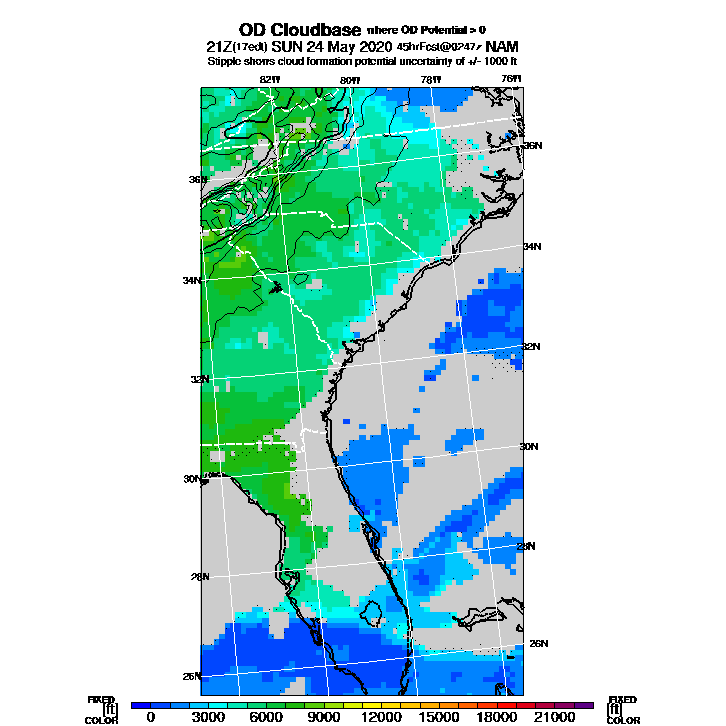 OD Cloudbase where OD Potential > 0
21Z(17edt) SUN 24 May 2020 45hrFcst@0247z NAM
Stipple shows cloud formation potential uncertainty of +/- 1000 ft
82W 80W 78W 76W
36N
36N
34N
34N
32N
32N
30N
30N
28N
28N
26N
26N
FIXED FIXED
[ft] [ft]
COLOR COLOR
0 3000 6000 9000 12000 15000 18000 21000